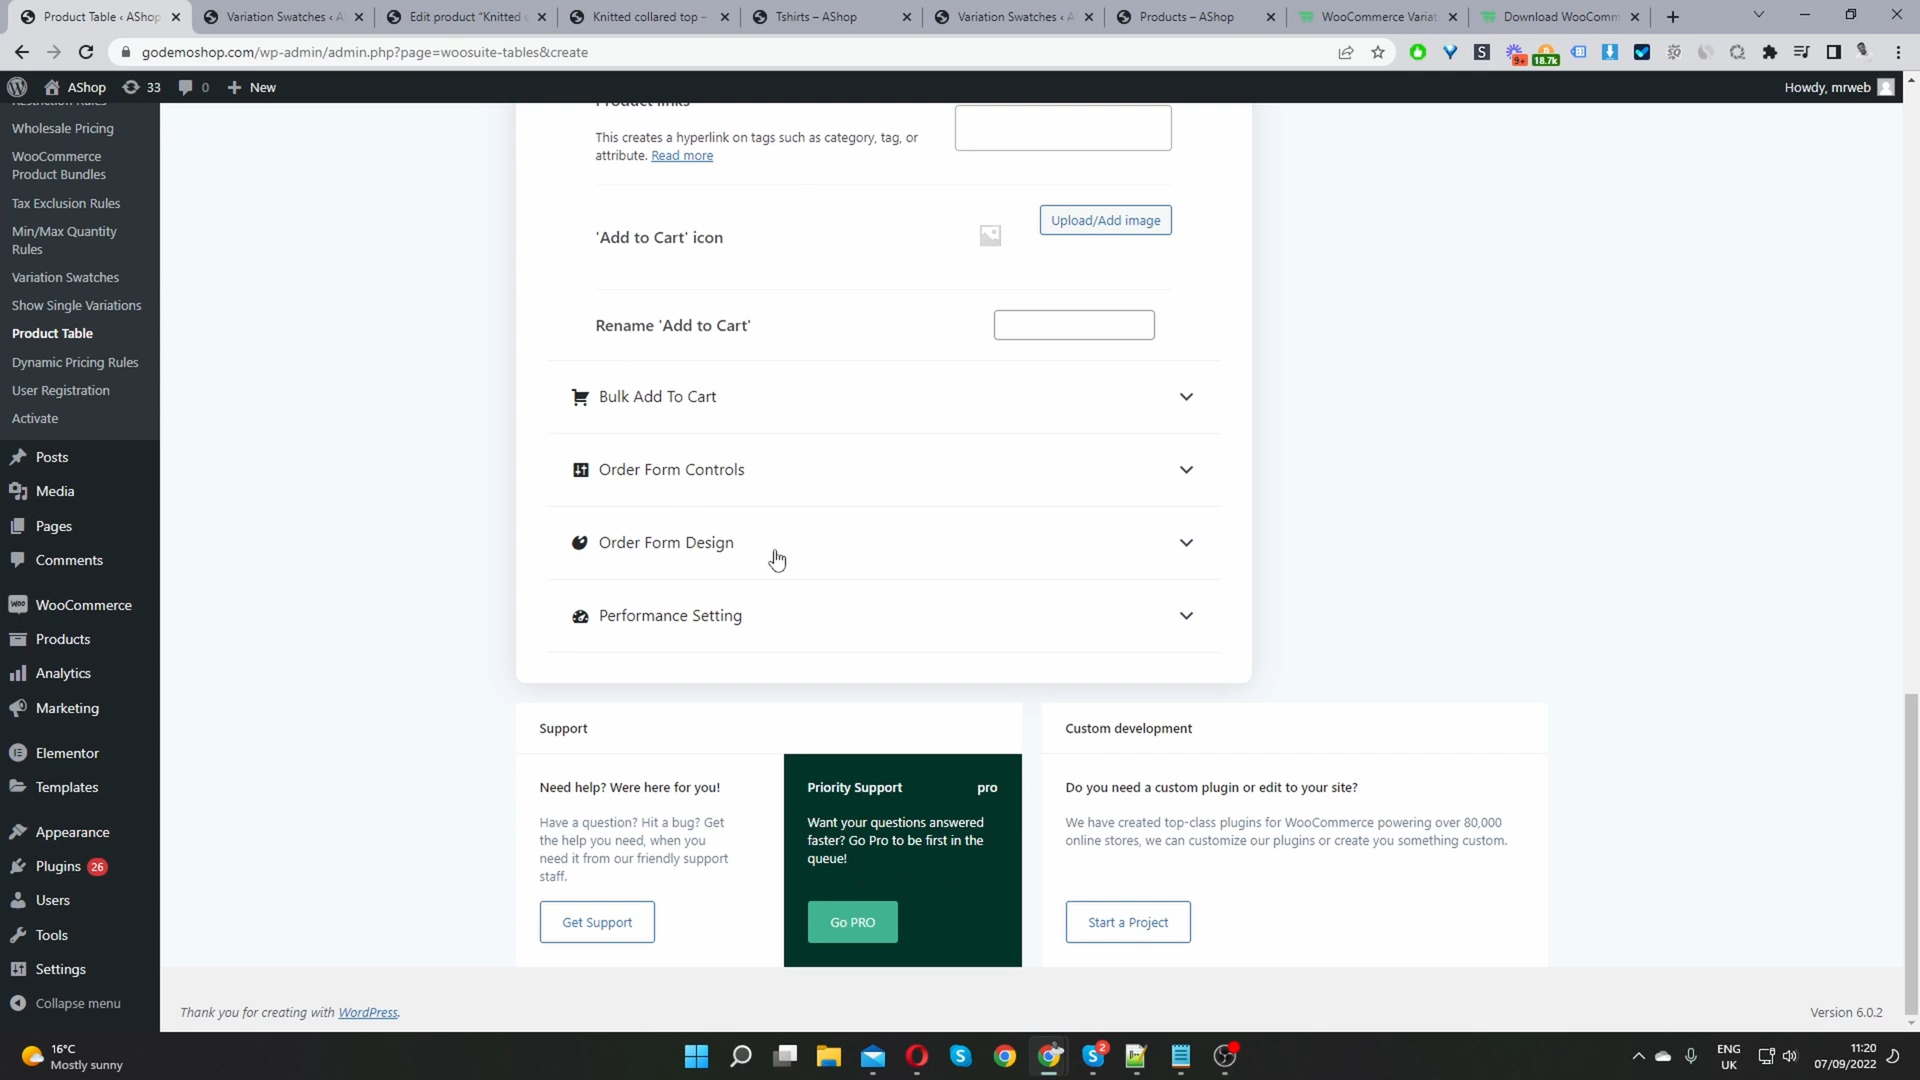 Product Table ‹ AShop
Variation Swatches ‹ A
Edit product "Knitted c
Knitted collared top –
Tshirts – AShop
Variation Swatches ‹ A
Products – AShop
WooCommerce Variat
Download WooComm
godemoshop.com/wp-admin/admin.php?page=woosuite-tables&create
9+
18.7k
AShop
33
0
New
Howdy, mrweb
Restriction Rules
Wholesale Pricing
WooCommerce
Product Bundles
Tax Exclusion Rules
Min/Max Quantity
Rules
Variation Swatches
Show Single Variations
Product Table
Dynamic Pricing Rules
User Registration
Activate
Posts
Media
Pages
Comments
WooCommerce
Products
Analytics
Marketing
Elementor
Templates
Appearance
Plugins 26
Users
Tools
Settings
Collapse menu
Product links
This creates a hyperlink on tags such as category, tag, or
attribute. Read more
'Add to Cart' icon
Upload/Add image
Rename 'Add to Cart'
Bulk Add To Cart
Order Form Controls
Order Form Design
Performance Setting
Support
Need help? Were here for you!
Have a question? Hit a bug? Get
the help you need, when you
need it from our friendly support
staff.
Get Support
Priority Support
pro
Want your questions answered
faster? Go Pro to be first in the
queue!
Go PRO
Custom development
Do you need a custom plugin or edit to your site?
We have created top-class plugins for WooCommerce powering over 80,000
online stores, we can customize our plugins or create you something custom.
Start a Project
Thank you for creating with WordPress.
Version 6.0.2
16°C
Mostly sunny
2
ENG
UK
11:20
07/09/2022